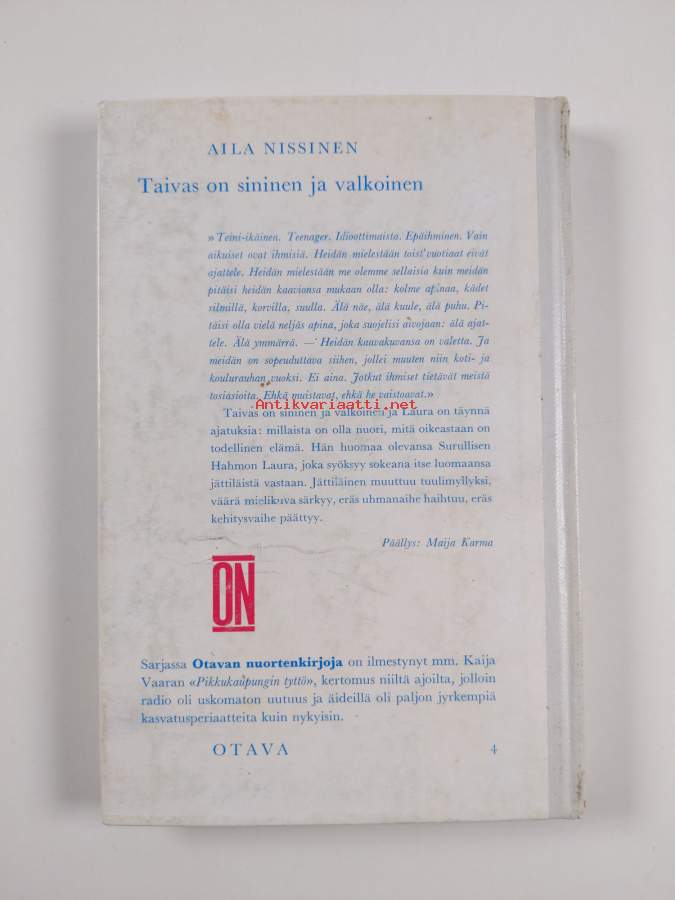 AILA NISSINEN
Taivas on sininen ja valkoinen
» Teini-ikäinen. Teenager. Idioottimaista. Epäihminen. Vain
aikuiset ovat ihmisiä. Heidän mielestään toist'vuotiaat eivät
ajattele. Heidän mielestään me olemme sellaisia kuin meidän
pitäisi heidän kaavionsa mukaan olla: kolme apinaa, kädet
silmillä, korvilla, suulla. Älä näe, älä kuule, älä puhu. Pi-
täisi olla vielä neljäs apina, joka suojelisi aivojaan: älä ajat-
tele. Älä ymmärrä. — Heidän kauvakuvansa on valetta. Ja
meidän on sopeuduttava siihen, jollei muuten niin koti- ja
koulurauhan vuoksi. Ei aina. Jotkut ihmiset tietävät meistä
tosiasioita. Ehkä muistavat, ehkä he vaistoavat.»
Antikvariaatti.net
Taivas on sininen ja valkoinen ja Laura on täynnä
ajatuksia: millaista on olla nuori, mitä oikeastaan on
todellinen elämä. Hän huomaa olevansa Surullisen
Hahmon Laura, joka syöksyy sokeana itse luomaansa
jättiläistä vastaan. Jättiläinen muuttuu tuulimyllyksi,
väärä mielikuva särkyy, eräs uhmanaihe haihtuu, eräs
kehitysvaihe päättyy.
Päällys: Maija Karma
ON
Sarjassa Otavan nuortenkirjoja on ilmestynyt mm. Kaija
Vaaran «Pikkukaupungin tyttö», kertomus niiltä ajoilta, jolloin
radio oli uskomaton uutuus ja äideillä oli paljon jyrkempiä
kasvatusperiaatteita kuin nykyisin.
OTAVA 4